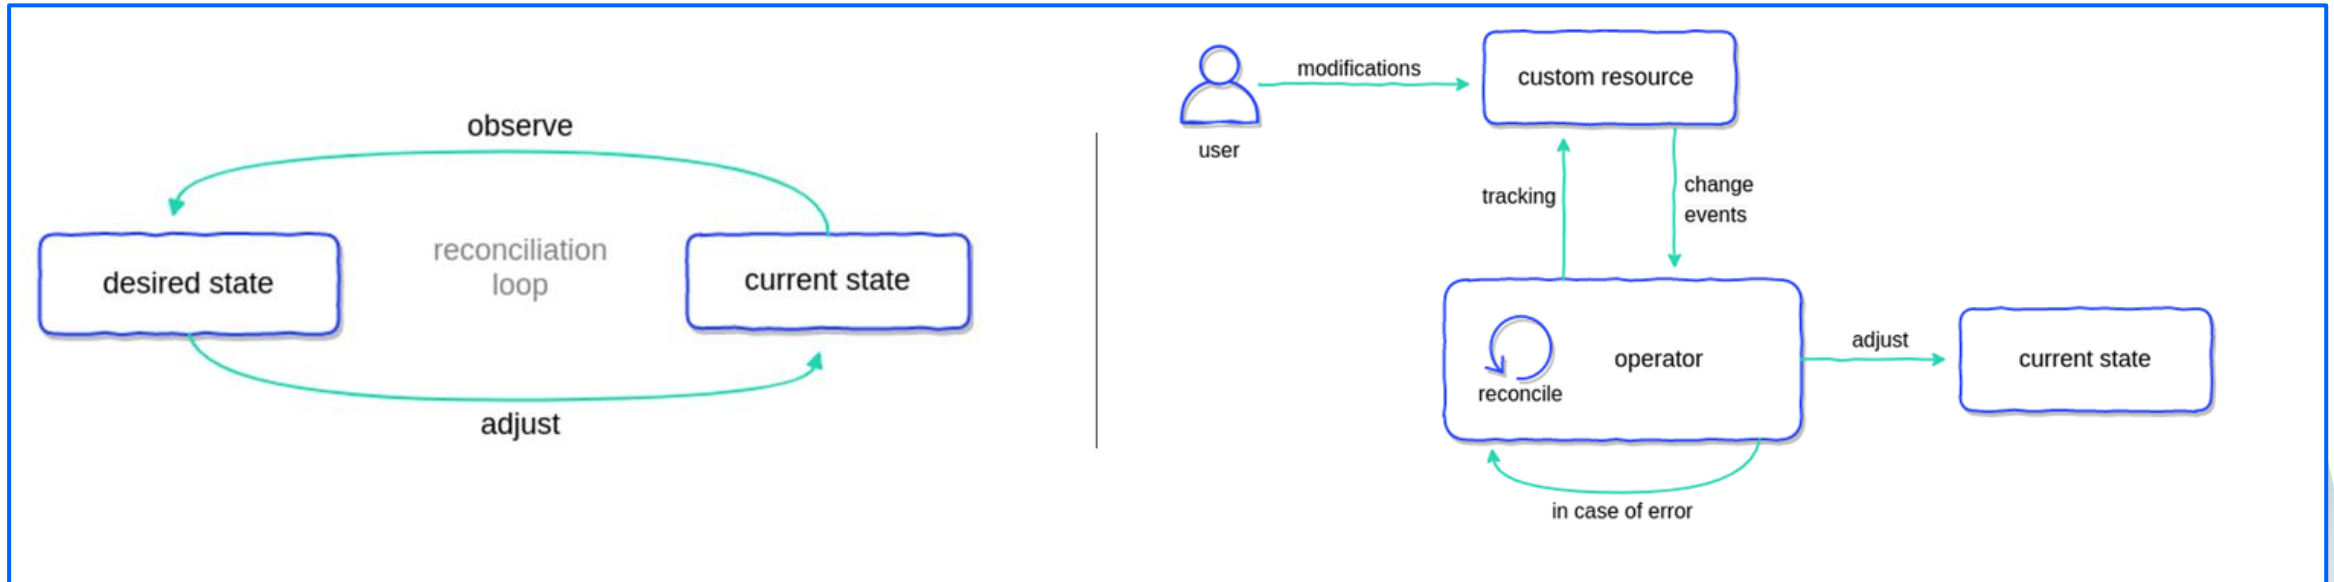 observe
desired state
reconciliation
loop
current state
adjust
user
modifications
custom resource
tracking
change
events
reconcile
operator
adjust
current state
in case of error